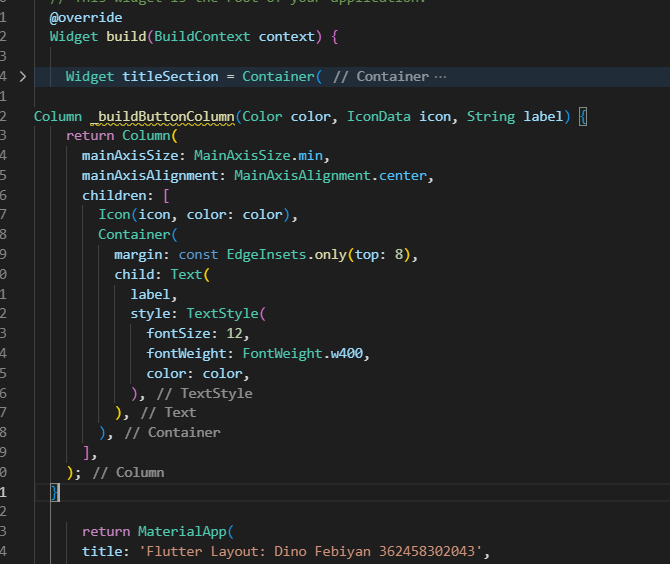 // This widget is the root of your application.
1 @override
2 Widget build(BuildContext context) {
3
4 > Widget titleSection = Container( // Container ···
1
2 Column _buildButtonColumn(Color color, IconData icon, String label) {
3 return Column(
4 mainAxisSize: MainAxisSize.min,
5 mainAxisAlignment: MainAxisAlignment.center,
6 children: [
7 Icon(icon, color: color),
8 Container(
9 margin: const EdgeInsets.only(top: 8),
0 child: Text(
1 label,
2 style: TextStyle(
3 fontSize: 12,
4 fontWeight: FontWeight.w400,
5 color: color,
6 ), // TextStyle
7 ), // Text
8 ), // Container
9 ],
0 ); // Column
1 }
2
3 return MaterialApp(
4 title: 'Flutter Layout: Dino Febiyan 362458302043',